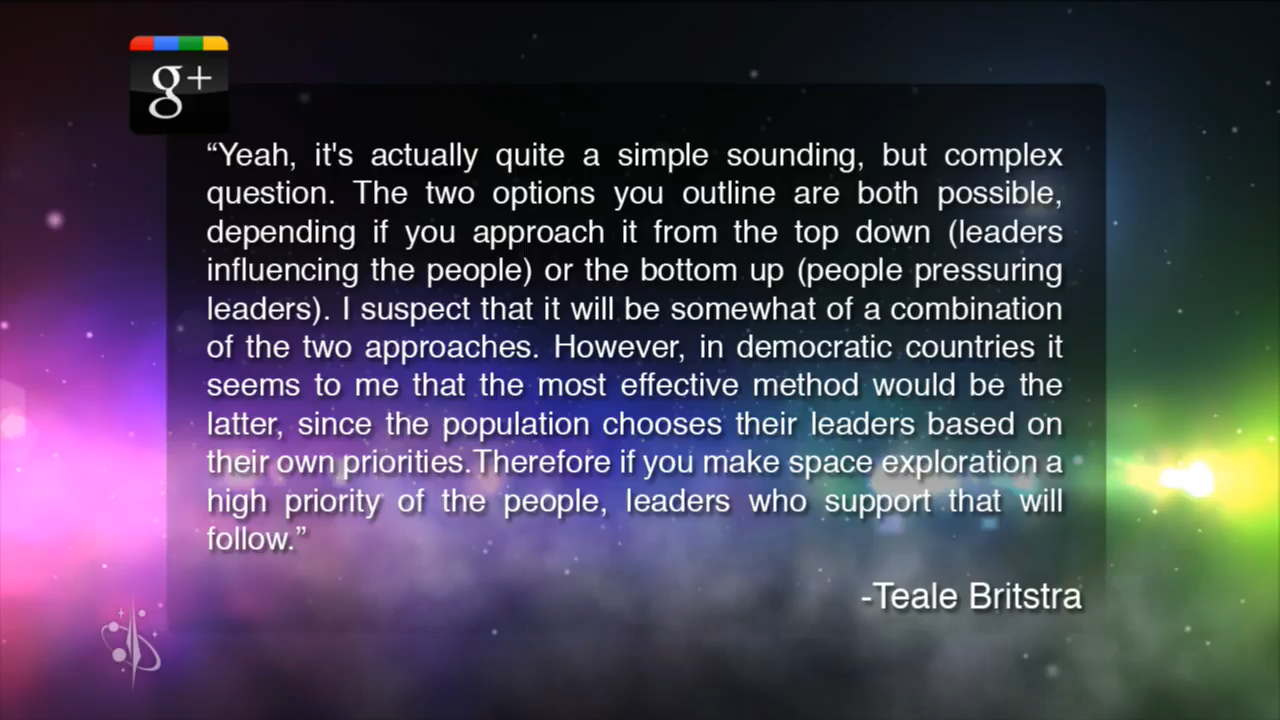 g+
“Yeah, it's actually quite a simple sounding, but complex
question. The two options you outline are both possible,
depending if you approach it from the top down (leaders
influencing the people) or the bottom up (people pressuring
leaders). I suspect that it will be somewhat of a combination
of the two approaches. However, in democratic countries it
seems to me that the most effective method would be the
latter, since the population chooses their leaders based on
their own priorities.Therefore if you make space exploration a
high priority of the people, leaders who support that will
follow.”
-Teale Britstra